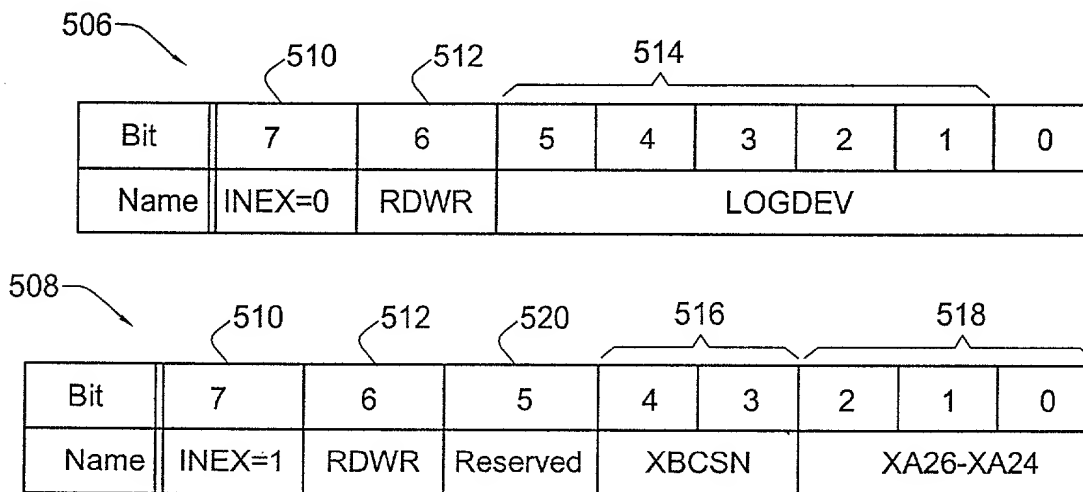 506
510 512 514
Bit 7 6 5 4 3 2 1 0
Name INEX=0 RDWR LOGDEV
508
510 512 520 516 518
Bit 7 6 5 4 3 2 1 0
Name INEX=1 RDWR Reserved XBCSN XA26-XA24